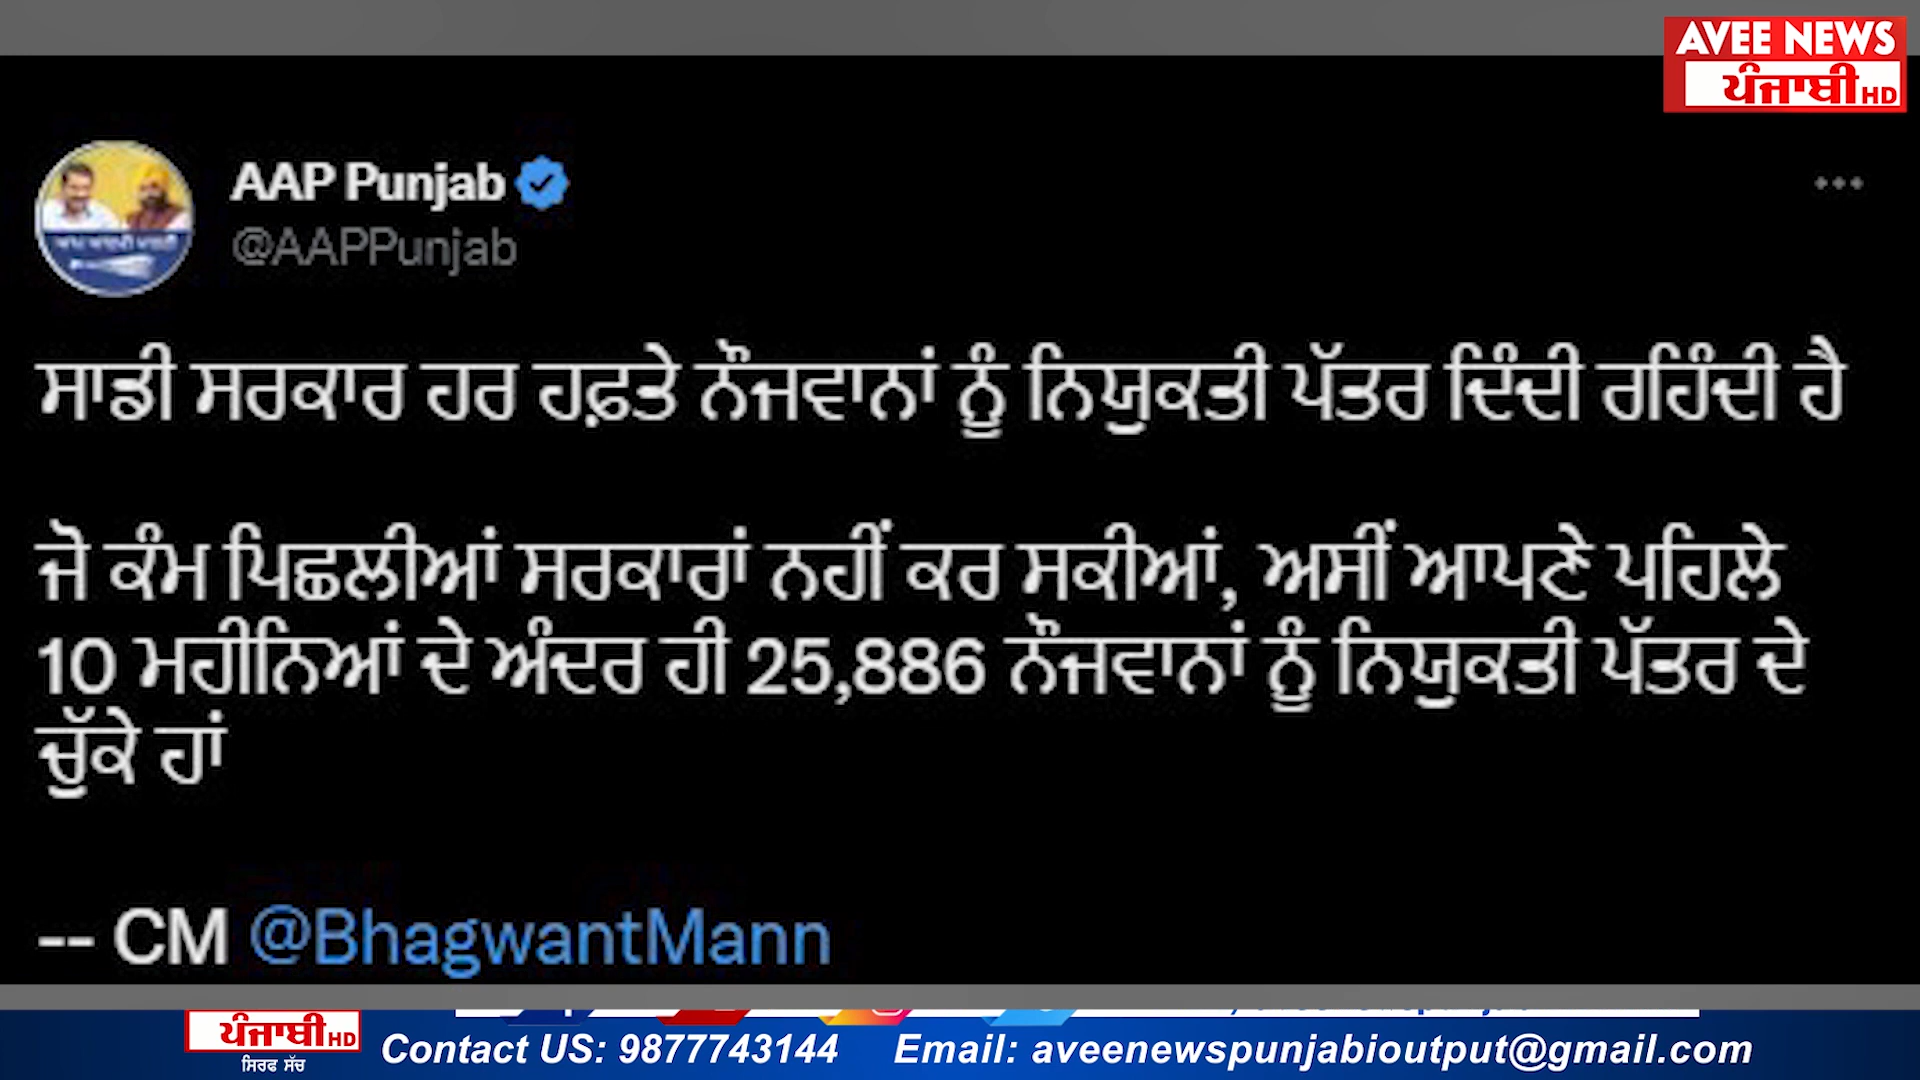 AVEE NEWS
ਪੰਜਾਬੀ HD
AAP Punjab
@AAPPunjab
ਸਾਡੀ ਸਰਕਾਰ ਹਰ ਹਫ਼ਤੇ ਨੌਜਵਾਨਾਂ ਨੂੰ ਨਿਯੁਕਤੀ ਪੱਤਰ ਦਿੰਦੀ ਰਹਿੰਦੀ ਹੈ
ਜੋ ਕੰਮ ਪਿਛਲੀਆਂ ਸਰਕਾਰਾਂ ਨਹੀਂ ਕਰ ਸਕੀਆਂ, ਅਸੀਂ ਆਪਣੇ ਪਹਿਲੇ
10 ਮਹੀਨਿਆਂ ਦੇ ਅੰਦਰ ਹੀ 25,886 ਨੌਜਵਾਨਾਂ ਨੂੰ ਨਿਯੁਕਤੀ ਪੱਤਰ ਦੇ
ਚੁੱਕੇ ਹਾਂ
-- CM @BhagwantMann
ਪੰਜਾਬੀ HD
ਸਿਰਫ ਸੱਚ
Contact US: 9877743144 Email: aveenewspunjabioutput@gmail.com